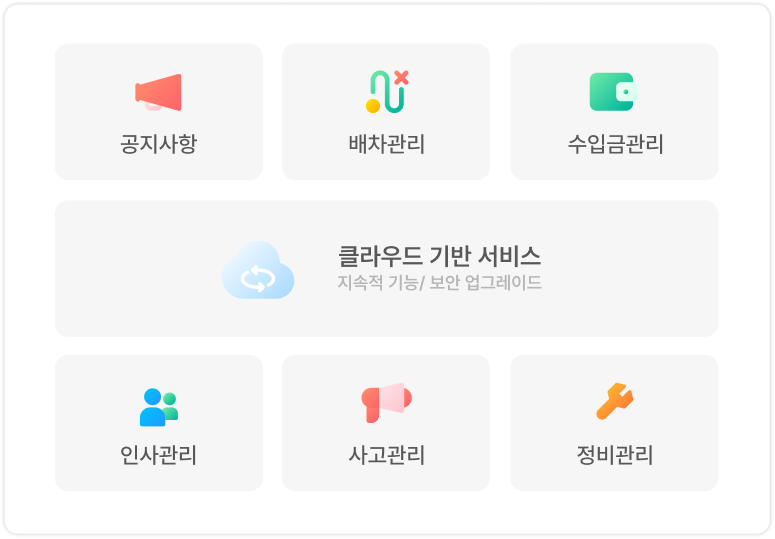 공지사항
배차관리
수입금관리
클라우드 기반 서비스
지속적 기능/ 보안 업그레이드
인사관리
사고관리
정비관리